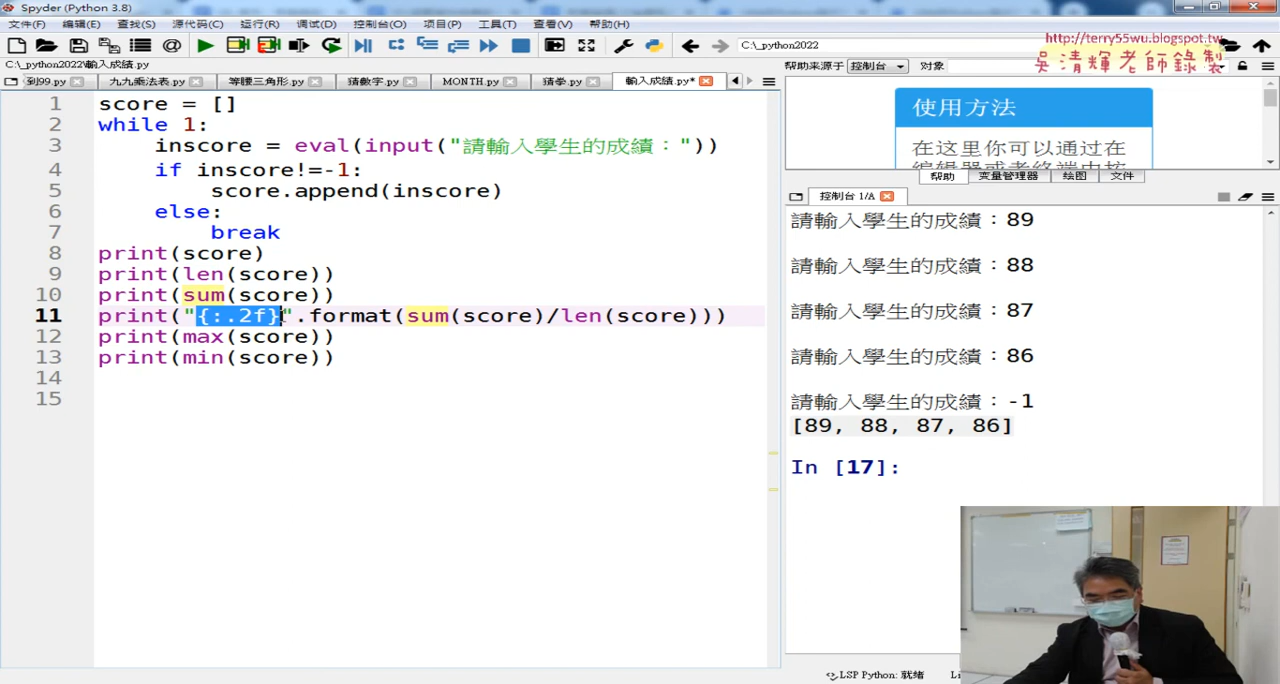 Spyder (Python 3.8)
文件(F) 编辑(E) 查找(S) 源代码(C) 运行(R) 调试(D) 控制台(O) 项目(P) 工具(T) 查看(V) 帮助(H)
C:\_python2022
http://terry55wu.blogspot.tw
吳清輝老師錄製
C:\_python2022\輸入成績.py
帮助来源于 控制台 对象
到99.py 九九乘法表.py 等腰三角形.py 猜數字.py MONTH.py 猜拳.py 輸入成績.py*
1 score = []
2 while 1:
3 inscore = eval(input("請輸入學生的成績："))
4 if inscore!=-1:
5 score.append(inscore)
6 else:
7 break
8 print(score)
9 print(len(score))
10 print(sum(score))
11 print("{:.2f}".format(sum(score)/len(score)))
12 print(max(score))
13 print(min(score))
14
15
使用方法
在这里你可以通过在
帮助 变量管理器 绘图 文件
控制台 1/A
請輸入學生的成績：89
請輸入學生的成績：88
請輸入學生的成績：87
請輸入學生的成績：86
請輸入學生的成績：-1
[89, 88, 87, 86]
In [17]:
LSP Python: 就绪